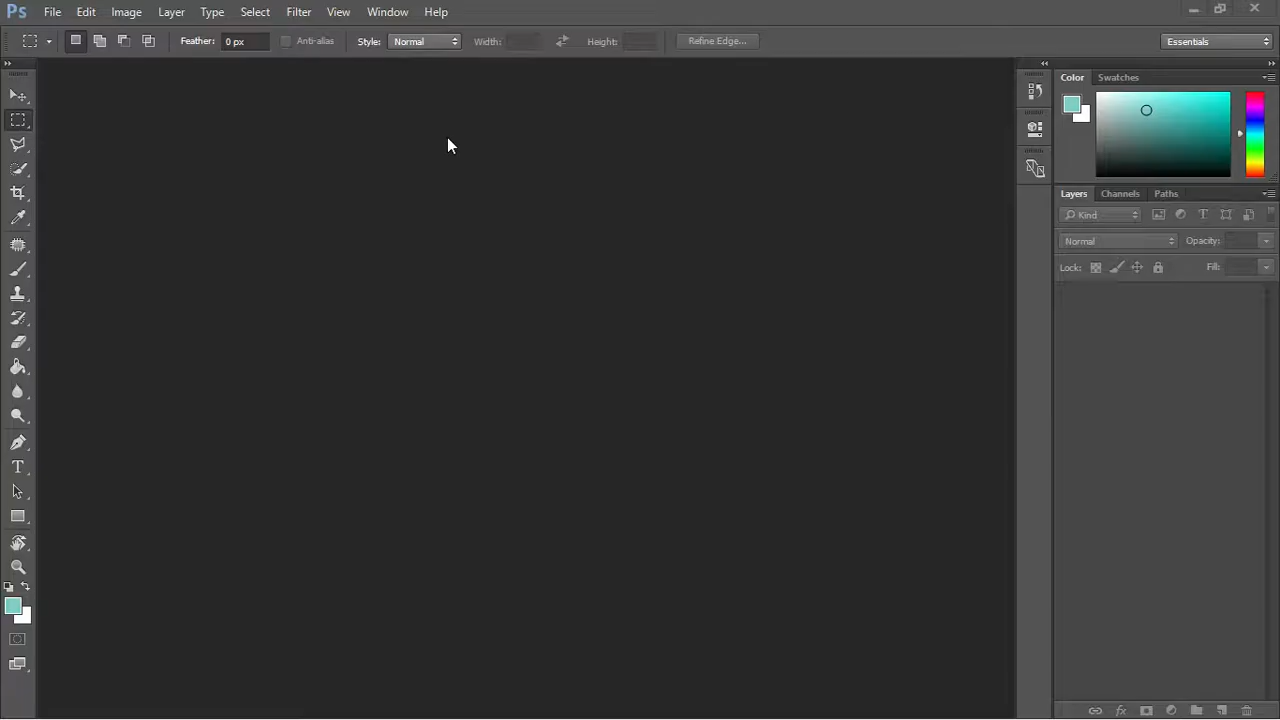 Ps File Edit Image Layer Type Select Filter View Window Help
Feather: 0 px Anti-alias Style: Normal Width: Height: Refine Edge... Essentials
Color Swatches
Layers Channels Paths
Kind T
Normal Opacity:
Lock: Fill:
T
fx